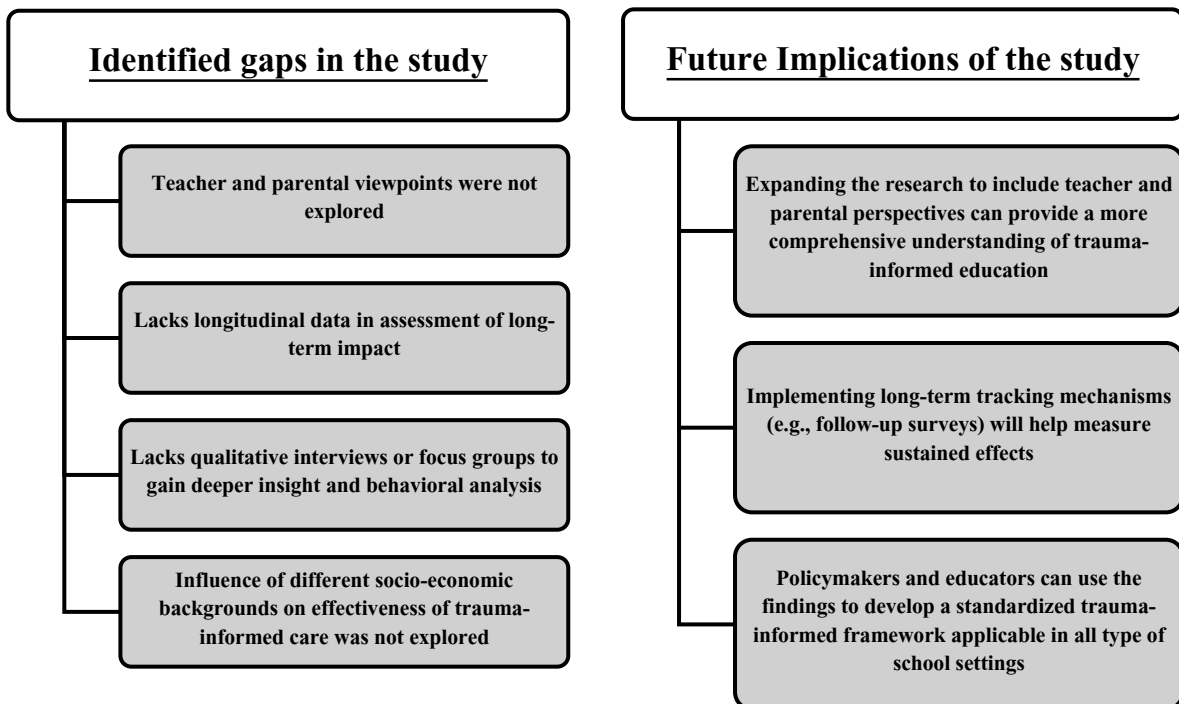 Identified gaps in the study
Teacher and parental viewpoints were not
explored
Lacks longitudinal data in assessment of long-
term impact
Lacks qualitative interviews or focus groups to
gain deeper insight and behavioral analysis
Influence of different socio-economic
backgrounds on effectiveness of trauma-
informed care was not explored
Future Implications of the study
Expanding the research to include teacher and
parental perspectives can provide a more
comprehensive understanding of trauma-
informed education
Implementing long-term tracking mechanisms
(e.g., follow-up surveys) will help measure
sustained effects
Policymakers and educators can use the
findings to develop a standardized trauma-
informed framework applicable in all type of
school settings